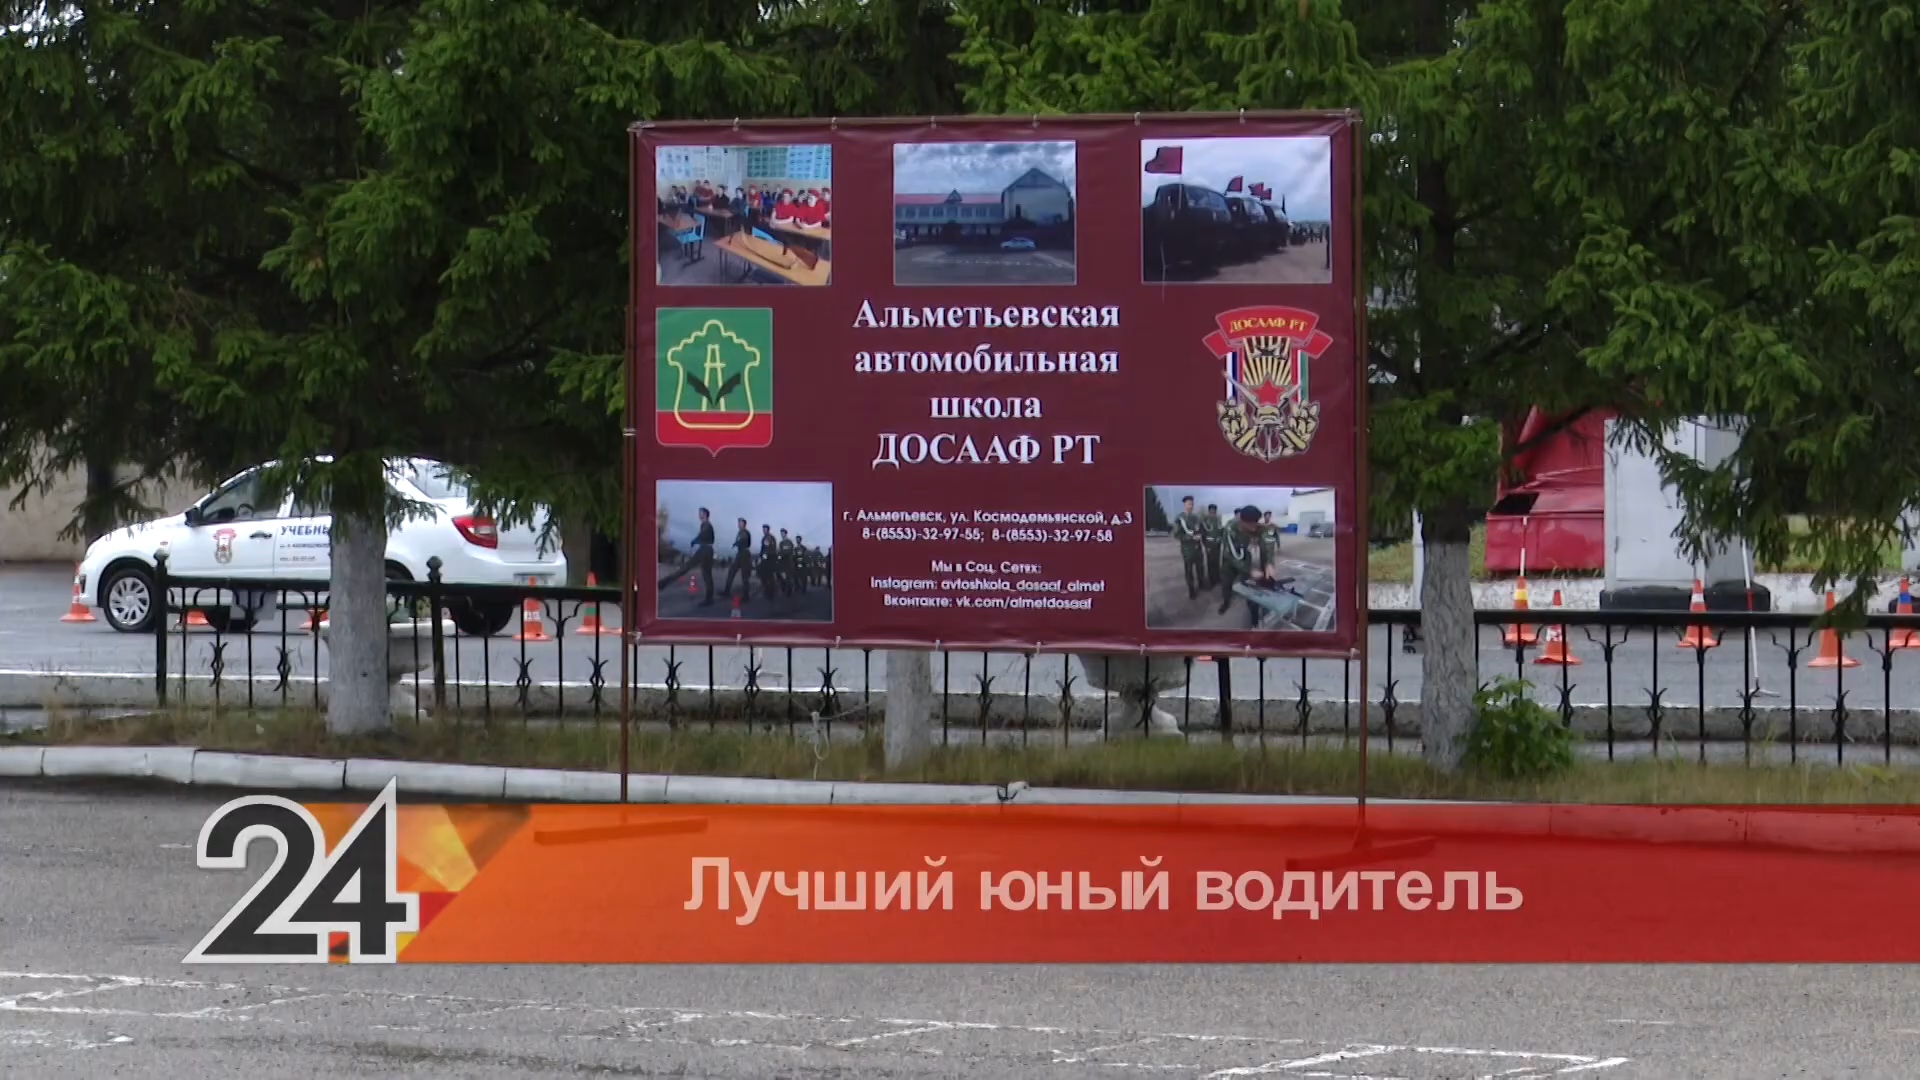 ДОСААФ РТ
Альметьевская
автомобильная
школа
ДОСААФ РТ
г. Альметьевск, ул. Космодемьянской, д.3
8-(8553)-32-97-55; 8-(8553)-32-97-58
Мы в Соц. Сетях:
Instagram: avtoshkola_dosaaf_almet
Вконтакте: vk.com/almetdosaaf
24
Лучший юный водитель